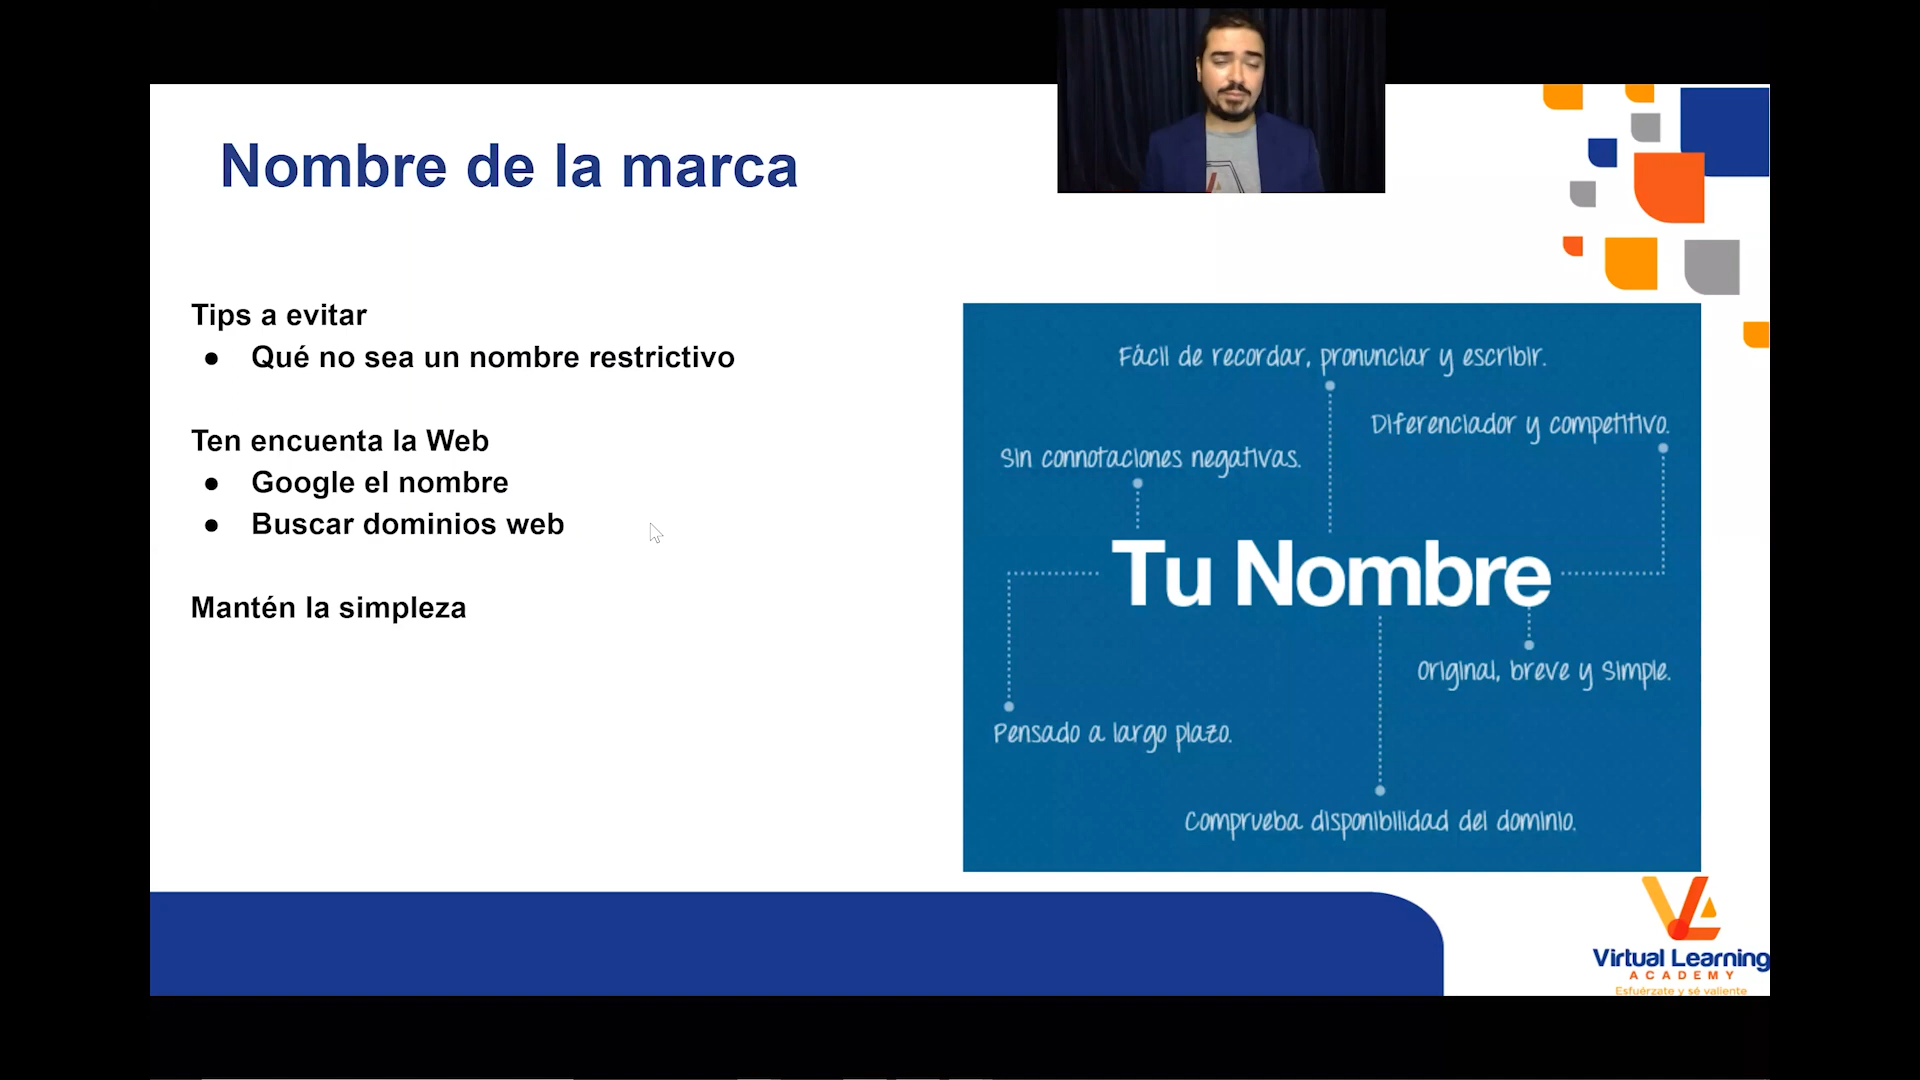 Nombre de la marca
Tips a evitar
● Qué no sea un nombre restrictivo
Ten encuenta la Web
● Google el nombre
● Buscar dominios web
Mantén la simpleza
Fácil de recordar, pronunciar y escribir.
Diferenciador y competitivo.
Sin connotaciones negativas.
Tu Nombre
Original, breve y simple.
Pensado a largo plazo.
Comprueba disponibilidad del dominio.
Virtual Learning
ACADEMY
Esfuérzate y sé valiente